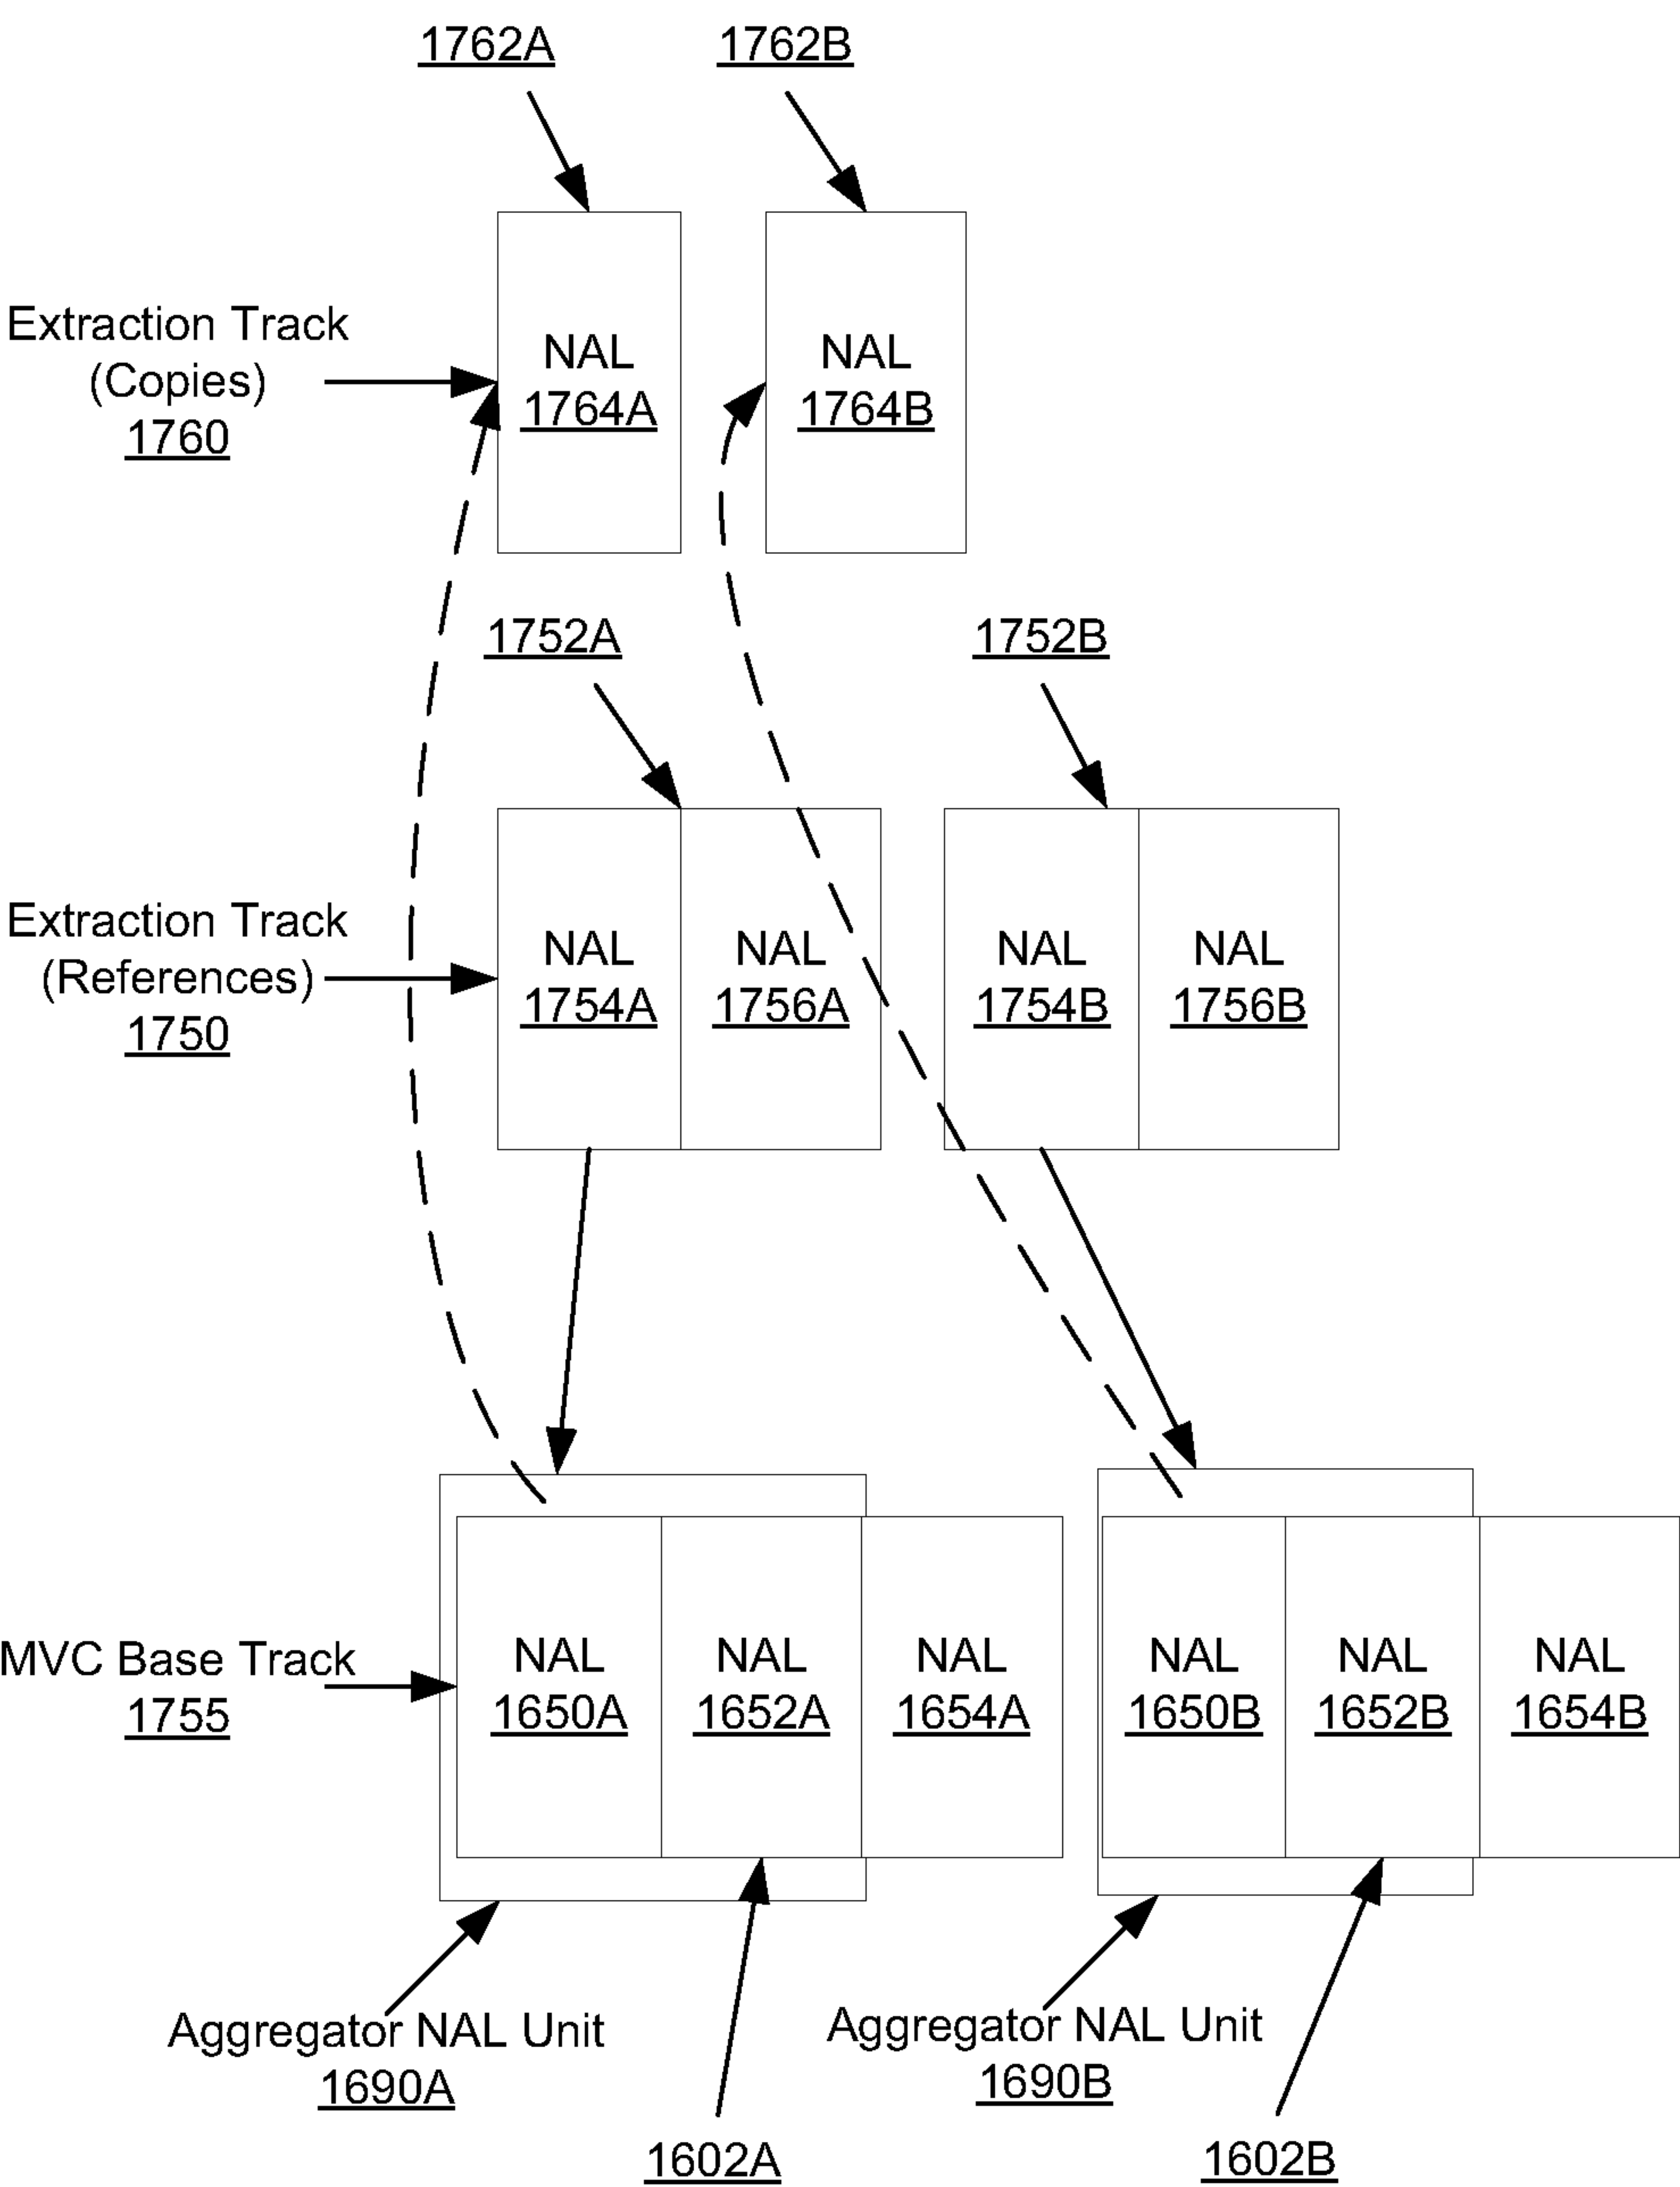 1762A
1762B
Extraction Track
(Copies)
1760
NAL
1764A
NAL
1764B
1752A
1752B
Extraction Track
(References)
1750
NAL
1754A
NAL
1756A
NAL
1754B
NAL
1756B
MVC Base Track
1755
NAL
1650A
NAL
1652A
NAL
1654A
NAL
1650B
NAL
1652B
NAL
1654B
Aggregator NAL Unit
1690A
Aggregator NAL Unit
1690B
1602A
1602B